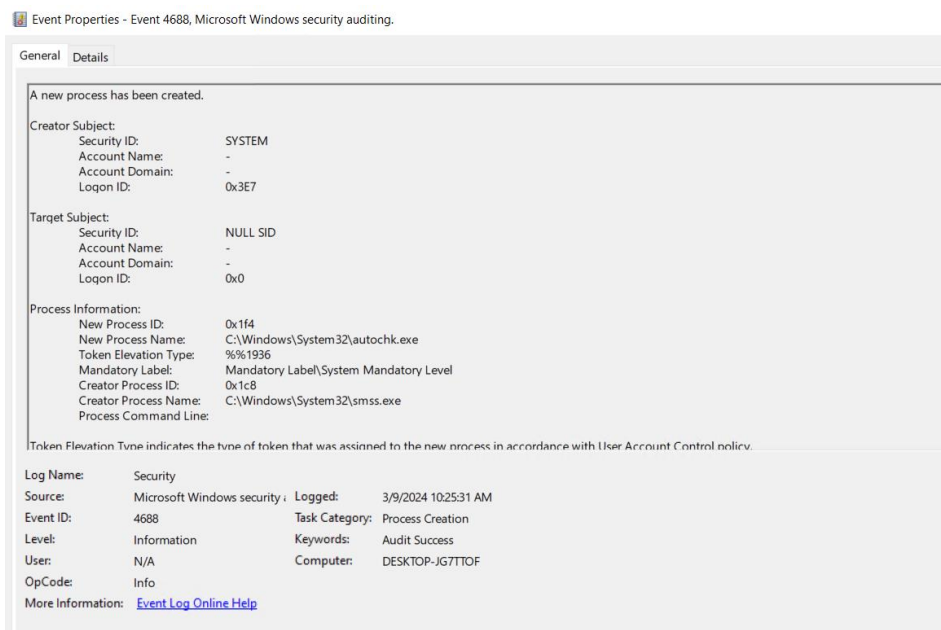 Event Properties - Event 4688, Microsoft Windows security auditing.
General Details
A new process has been created.
Creator Subject:
Security ID: SYSTEM
Account Name: -
Account Domain: -
Logon ID: 0x3E7
Target Subject:
Security ID: NULL SID
Account Name: -
Account Domain: -
Logon ID: 0x0
Process Information:
New Process ID: 0x1f4
New Process Name: C:\Windows\System32\autochk.exe
Token Elevation Type: %%1936
Mandatory Label: Mandatory Label\System Mandatory Level
Creator Process ID: 0x1c8
Creator Process Name: C:\Windows\System32\smss.exe
Process Command Line:
Token Elevation Type indicates the type of token that was assigned to the new process in accordance with User Account Control policy.
Log Name: Security
Source: Microsoft Windows security Logged: 3/9/2024 10:25:31 AM
Event ID: 4688 Task Category: Process Creation
Level: Information Keywords: Audit Success
User: N/A Computer: DESKTOP-JG7TTOF
OpCode: Info
More Information: Event Log Online Help